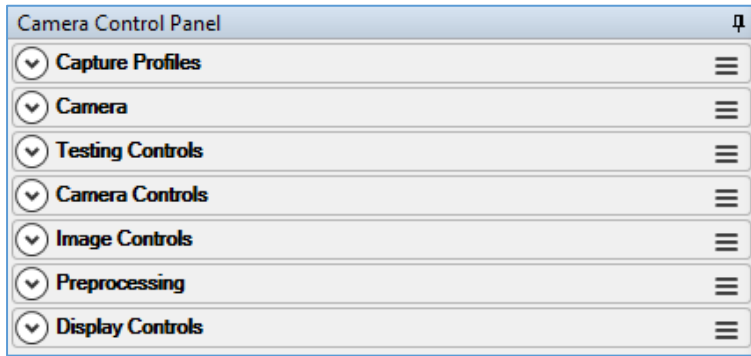 Camera Control Panel
Capture Profiles
Camera
Testing Controls
Camera Controls
Image Controls
Preprocessing
Display Controls